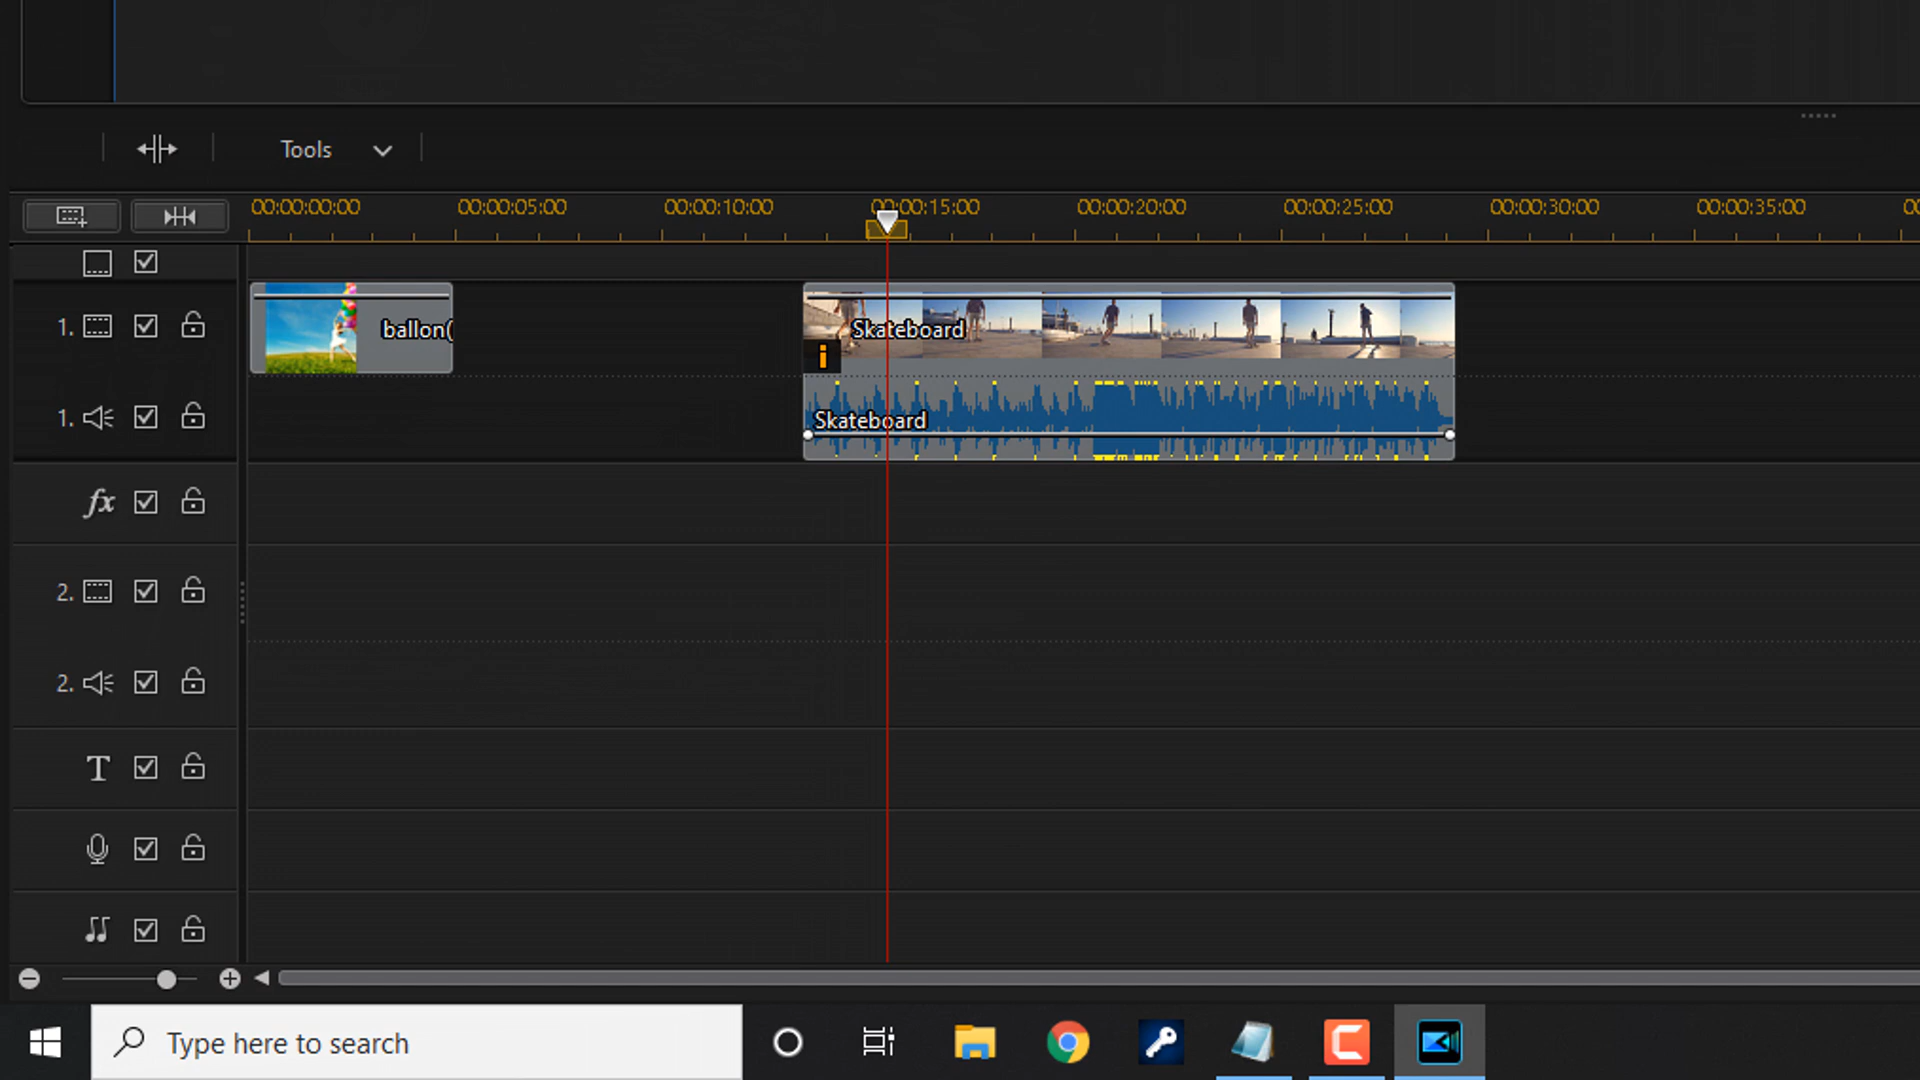 Tools
00:00:00:00 00:00:05:00 00:00:10:00 00:00:15:00 00:00:20:00 00:00:25:00 00:00:30:00 00:00:35:00 00
1. ballon( Skateboard
i
1. Skateboard
fx
2.
2.
T
Type here to search